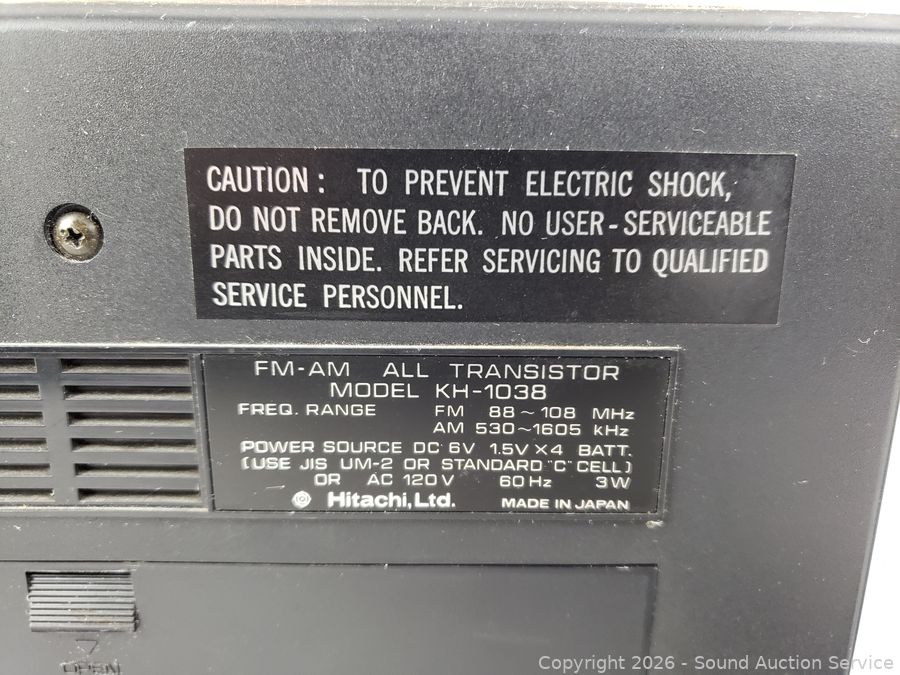 CAUTION : TO PREVENT ELECTRIC SHOCK,
DO NOT REMOVE BACK. NO USER-SERVICEABLE
PARTS INSIDE. REFER SERVICING TO QUALIFIED
SERVICE PERSONNEL.
FM-AM ALL TRANSISTOR
MODEL KH-1038
FREQ. RANGE FM 88~108 MHz
AM 530~1605 kHz
POWER SOURCE DC 6V 1.5V×4 BATT.
(USE JIS UM-2 OR STANDARD "C" CELL)
OR AC 120V 60Hz 3W
Hitachi, Ltd. MADE IN JAPAN
OPEN
Copyright © 2026 - Sound Auction Service